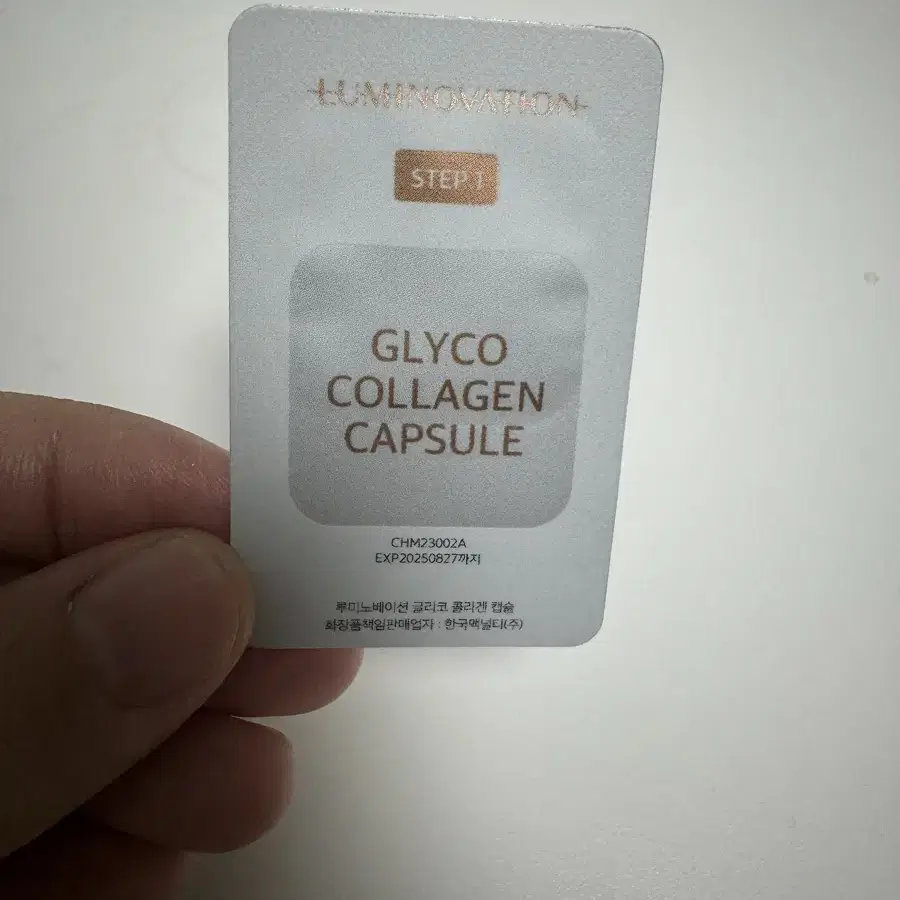 LUMINOVATION
STEP 1
GLYCO
COLLAGEN
CAPSULE
CHM23002A
EXP20250827까지
루미노베이션 글리코 콜라겐 캡슐
화장품책임판매업자 : 한국맥널티(주)